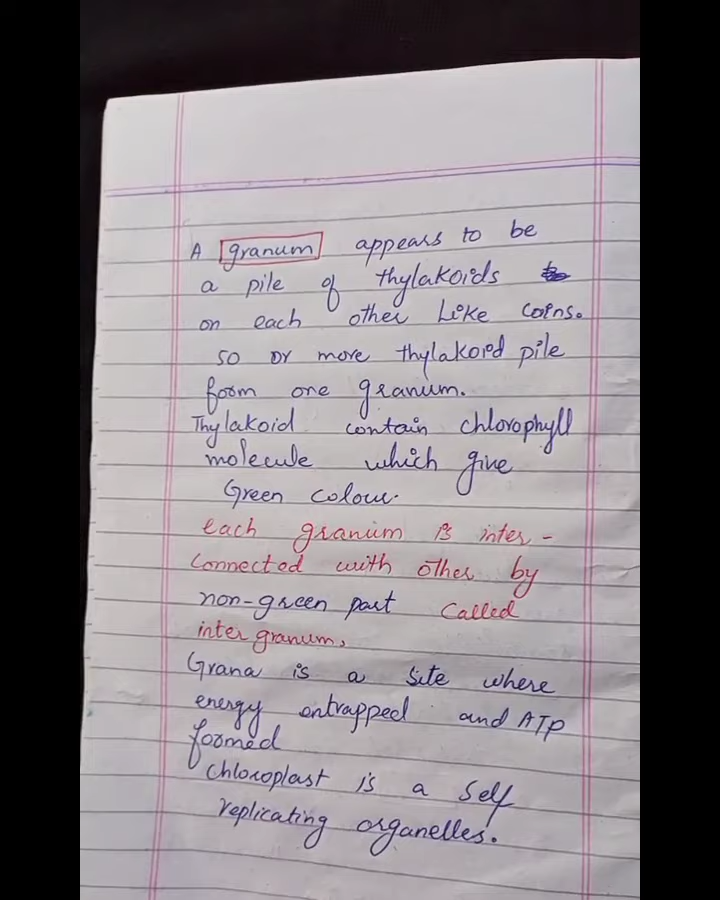 A granum appears to be
a pile of thylakoids
on each other Like coins.
50 or more thylakoid pile
form one granum.
Thylakoid contain chlorophyll
molecule which give
Green colour.
each granum is inter-
connected with other by
non-green part called
inter granum,
Grana is a site where
energy entrapped and ATP
formed
chloroplast is a self
replicating organelles.